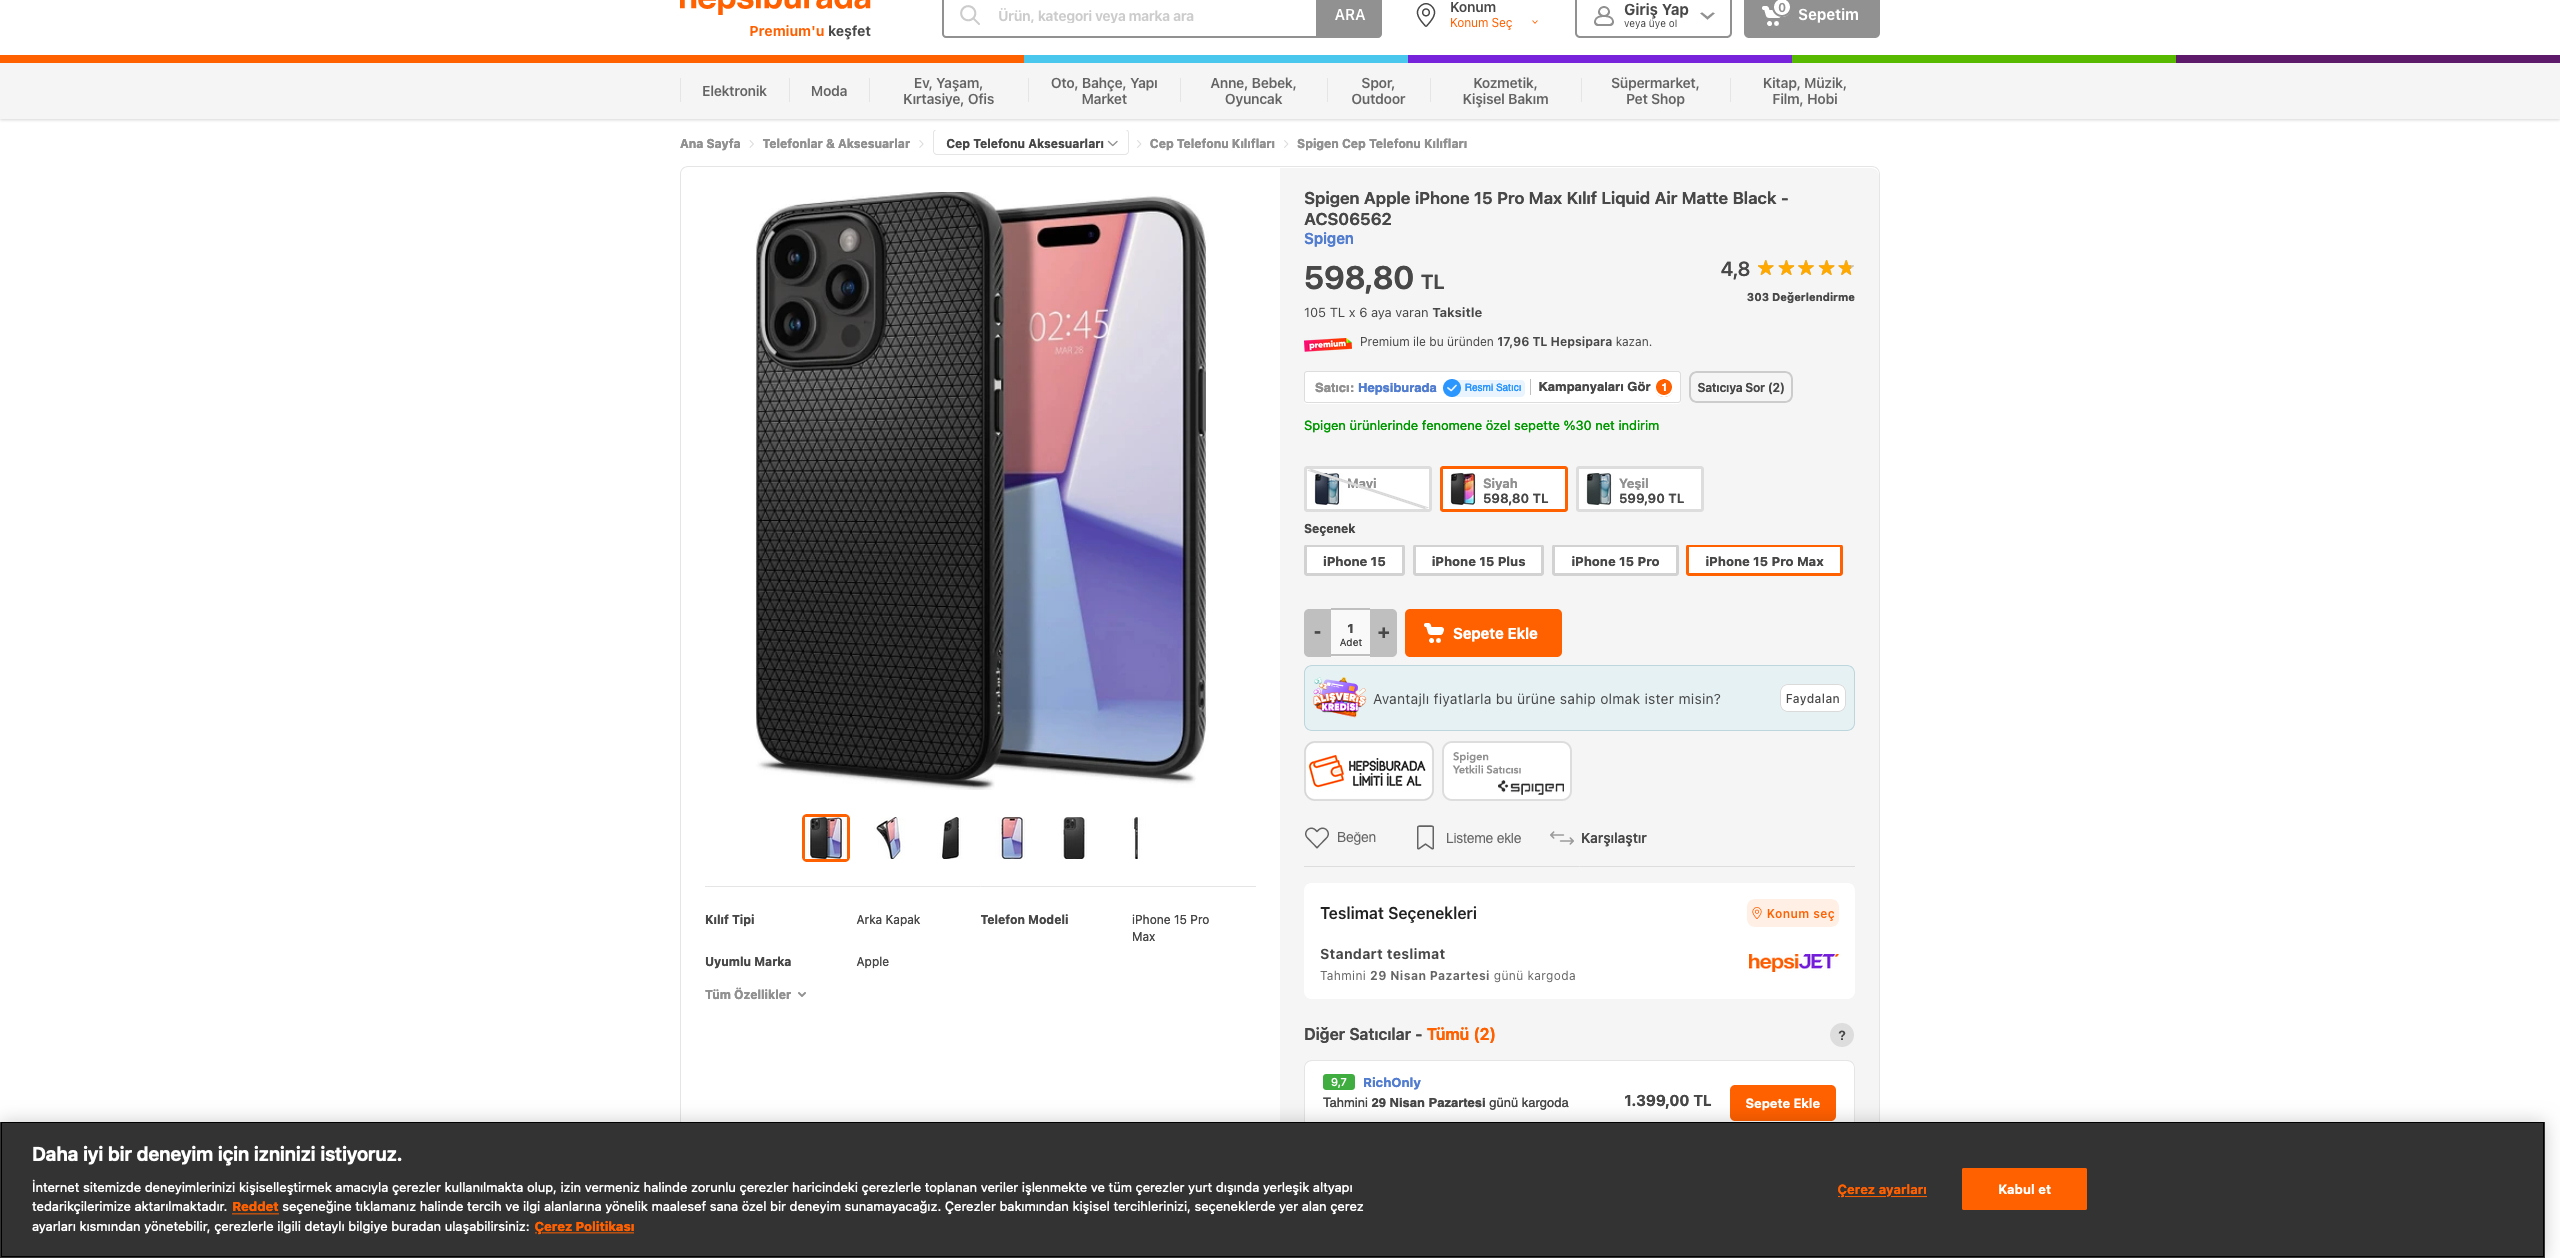 hepsiburada
Premium'u keşfet
Ürün, kategori veya marka ara
ARA
Konum
Konum Seç
Giriş Yap
veya üye ol
0
Sepetim
Elektronik
Moda
Ev, Yaşam,
Kırtasiye, Ofis
Oto, Bahçe, Yapı
Market
Anne, Bebek,
Oyuncak
Spor,
Outdoor
Kozmetik,
Kişisel Bakım
Süpermarket,
Pet Shop
Kitap, Müzik,
Film, Hobi
Ana Sayfa
Telefonlar & Aksesuarlar
Cep Telefonu Aksesuarları
Cep Telefonu Kılıfları
Spigen Cep Telefonu Kılıfları
02:45
MAR 28
Spigen Apple iPhone 15 Pro Max Kılıf Liquid Air Matte Black -
ACS06562
Spigen
598,80 TL
4,8
303 Değerlendirme
105 TL x 6 aya varan Taksitle
premium Premium ile bu üründen 17,96 TL Hepsipara kazan.
Satıcı: Hepsiburada Resmi Satıcı Kampanyaları Gör 1
Satıcıya Sor (2)
Spigen ürünlerinde fenomene özel sepette %30 net indirim
Mavi
Siyah
598,80 TL
Yeşil
599,90 TL
Seçenek
iPhone 15
iPhone 15 Plus
iPhone 15 Pro
iPhone 15 Pro Max
-
1
Adet
+
Sepete Ekle
ALIŞVERİŞ
KREDİSİ
Avantajlı fiyatlarla bu ürüne sahip olmak ister misin?
Faydalan
HEPSİBURADA
LİMİTİ İLE AL
Spigen
Yetkili Satıcısı
spigen
Beğen
Listeme ekle
Karşılaştır
Kılıf Tipi
Arka Kapak
Telefon Modeli
iPhone 15 Pro
Max
Uyumlu Marka
Apple
Tüm Özellikler
Teslimat Seçenekleri
Konum seç
Standart teslimat
Tahmini 29 Nisan Pazartesi günü kargoda
hepsiJET
Diğer Satıcılar - Tümü (2)
?
9,7 RichOnly
Tahmini 29 Nisan Pazartesi günü kargoda
1.399,00 TL
Sepete Ekle
Daha iyi bir deneyim için izninizi istiyoruz.
İnternet sitemizde deneyimlerinizi kişiselleştirmek amacıyla çerezler kullanılmakta olup, izin vermeniz halinde zorunlu çerezler haricindeki çerezlerle toplanan veriler işlenmekte ve tüm çerezler yurt dışında yerleşik altyapı
tedarikçilerimize aktarılmaktadır. Reddet seçeneğine tıklamanız halinde tercih ve ilgi alanlarına yönelik maalesef sana özel bir deneyim sunamayacağız. Çerezler bakımından kişisel tercihlerinizi, seçeneklerde yer alan çerez
ayarları kısmından yönetebilir, çerezlerle ilgili detaylı bilgiye buradan ulaşabilirsiniz: Çerez Politikası
Çerez ayarları
Kabul et